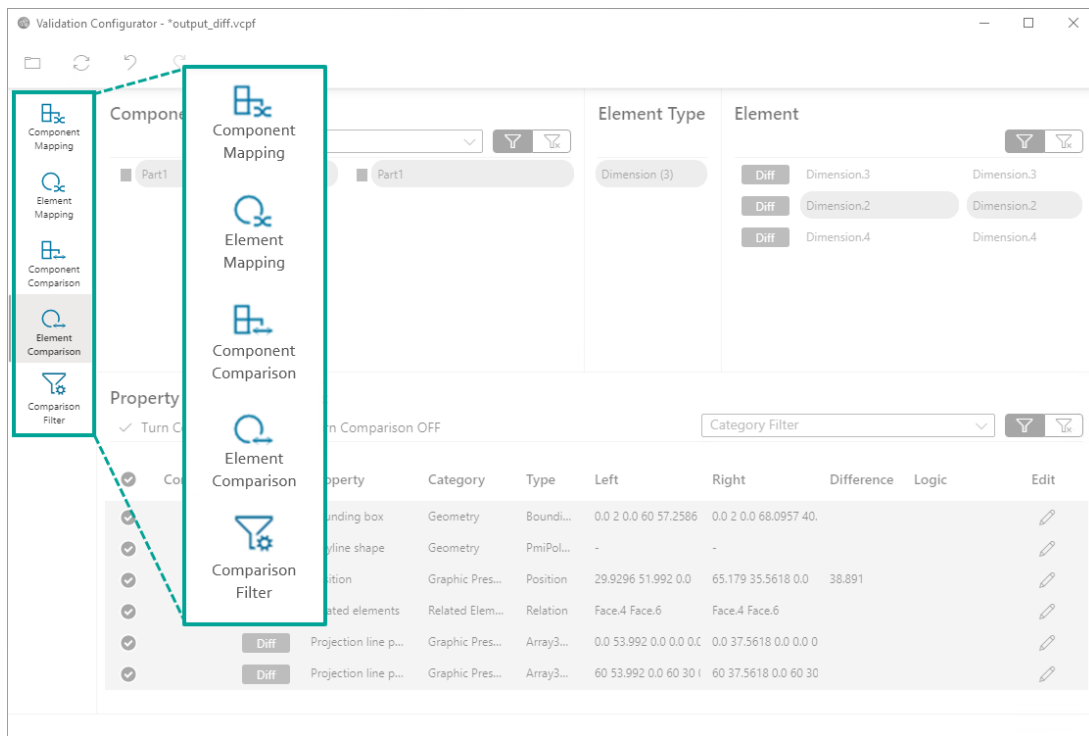 Validation Configurator - *output_diff.vcpf
Component
Mapping
Element
Mapping
Component
Comparison
Element
Comparison
Comparison
Filter
Component
Mapping
Element
Mapping
Component
Comparison
Element
Comparison
Comparison
Filter
Compone
Part1 Part1
Element Type
Dimension (3)
Element
Diff Dimension.3 Dimension.3
Diff Dimension.2 Dimension.2
Diff Dimension.4 Dimension.4
Property
Turn C rn Comparison OFF Category Filter
Co operty Category Type Left Right Difference Logic Edit
unding box Geometry Boundi... 0.0 2 0.0 60 57.2586 0.0 2 0.0 68.0957 40.
yline shape Geometry PmiPol... - -
ition Graphic Pres... Position 29.9296 51.992 0.0 65.179 35.5618 0.0 38.891
ated elements Related Elem... Relation Face.4 Face.6 Face.4 Face.6
Diff Projection line p... Graphic Pres... Array3... 0.0 53.992 0.0 0.0 0.0 0.0 37.5618 0.0 0.0 0
Diff Projection line p... Graphic Pres... Array3... 60 53.992 0.0 60 30 60 37.5618 0.0 60 30